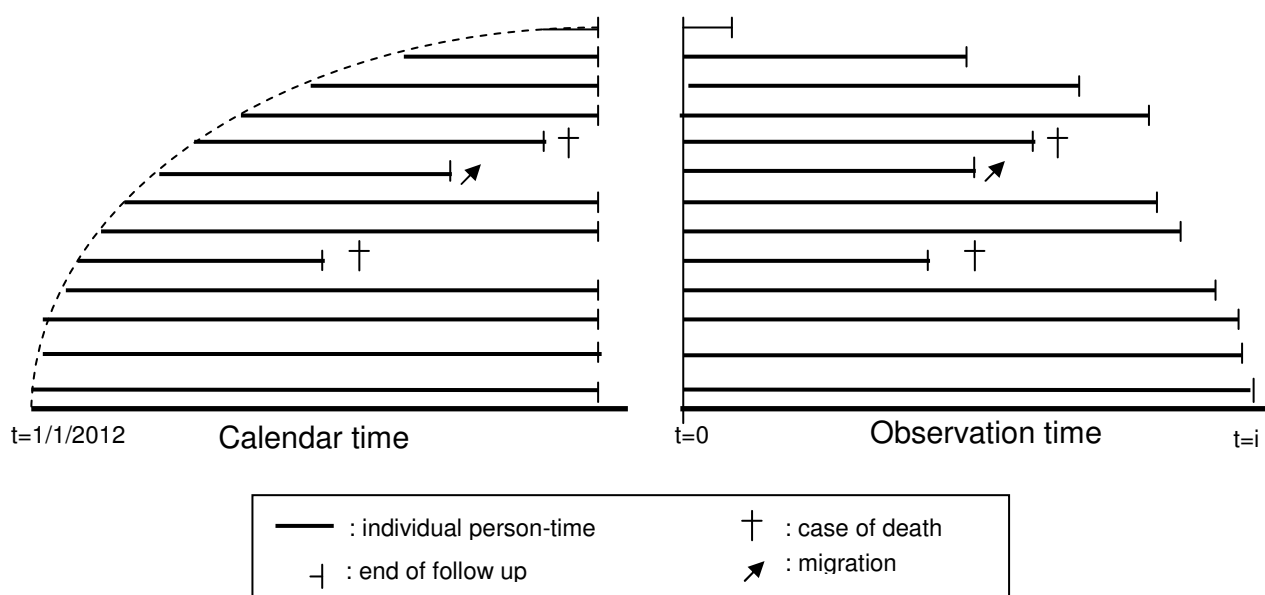 t=1/1/2012
Calendar time
t=0
Observation time
t=i
: individual person-time
: case of death
: end of follow up
: migration